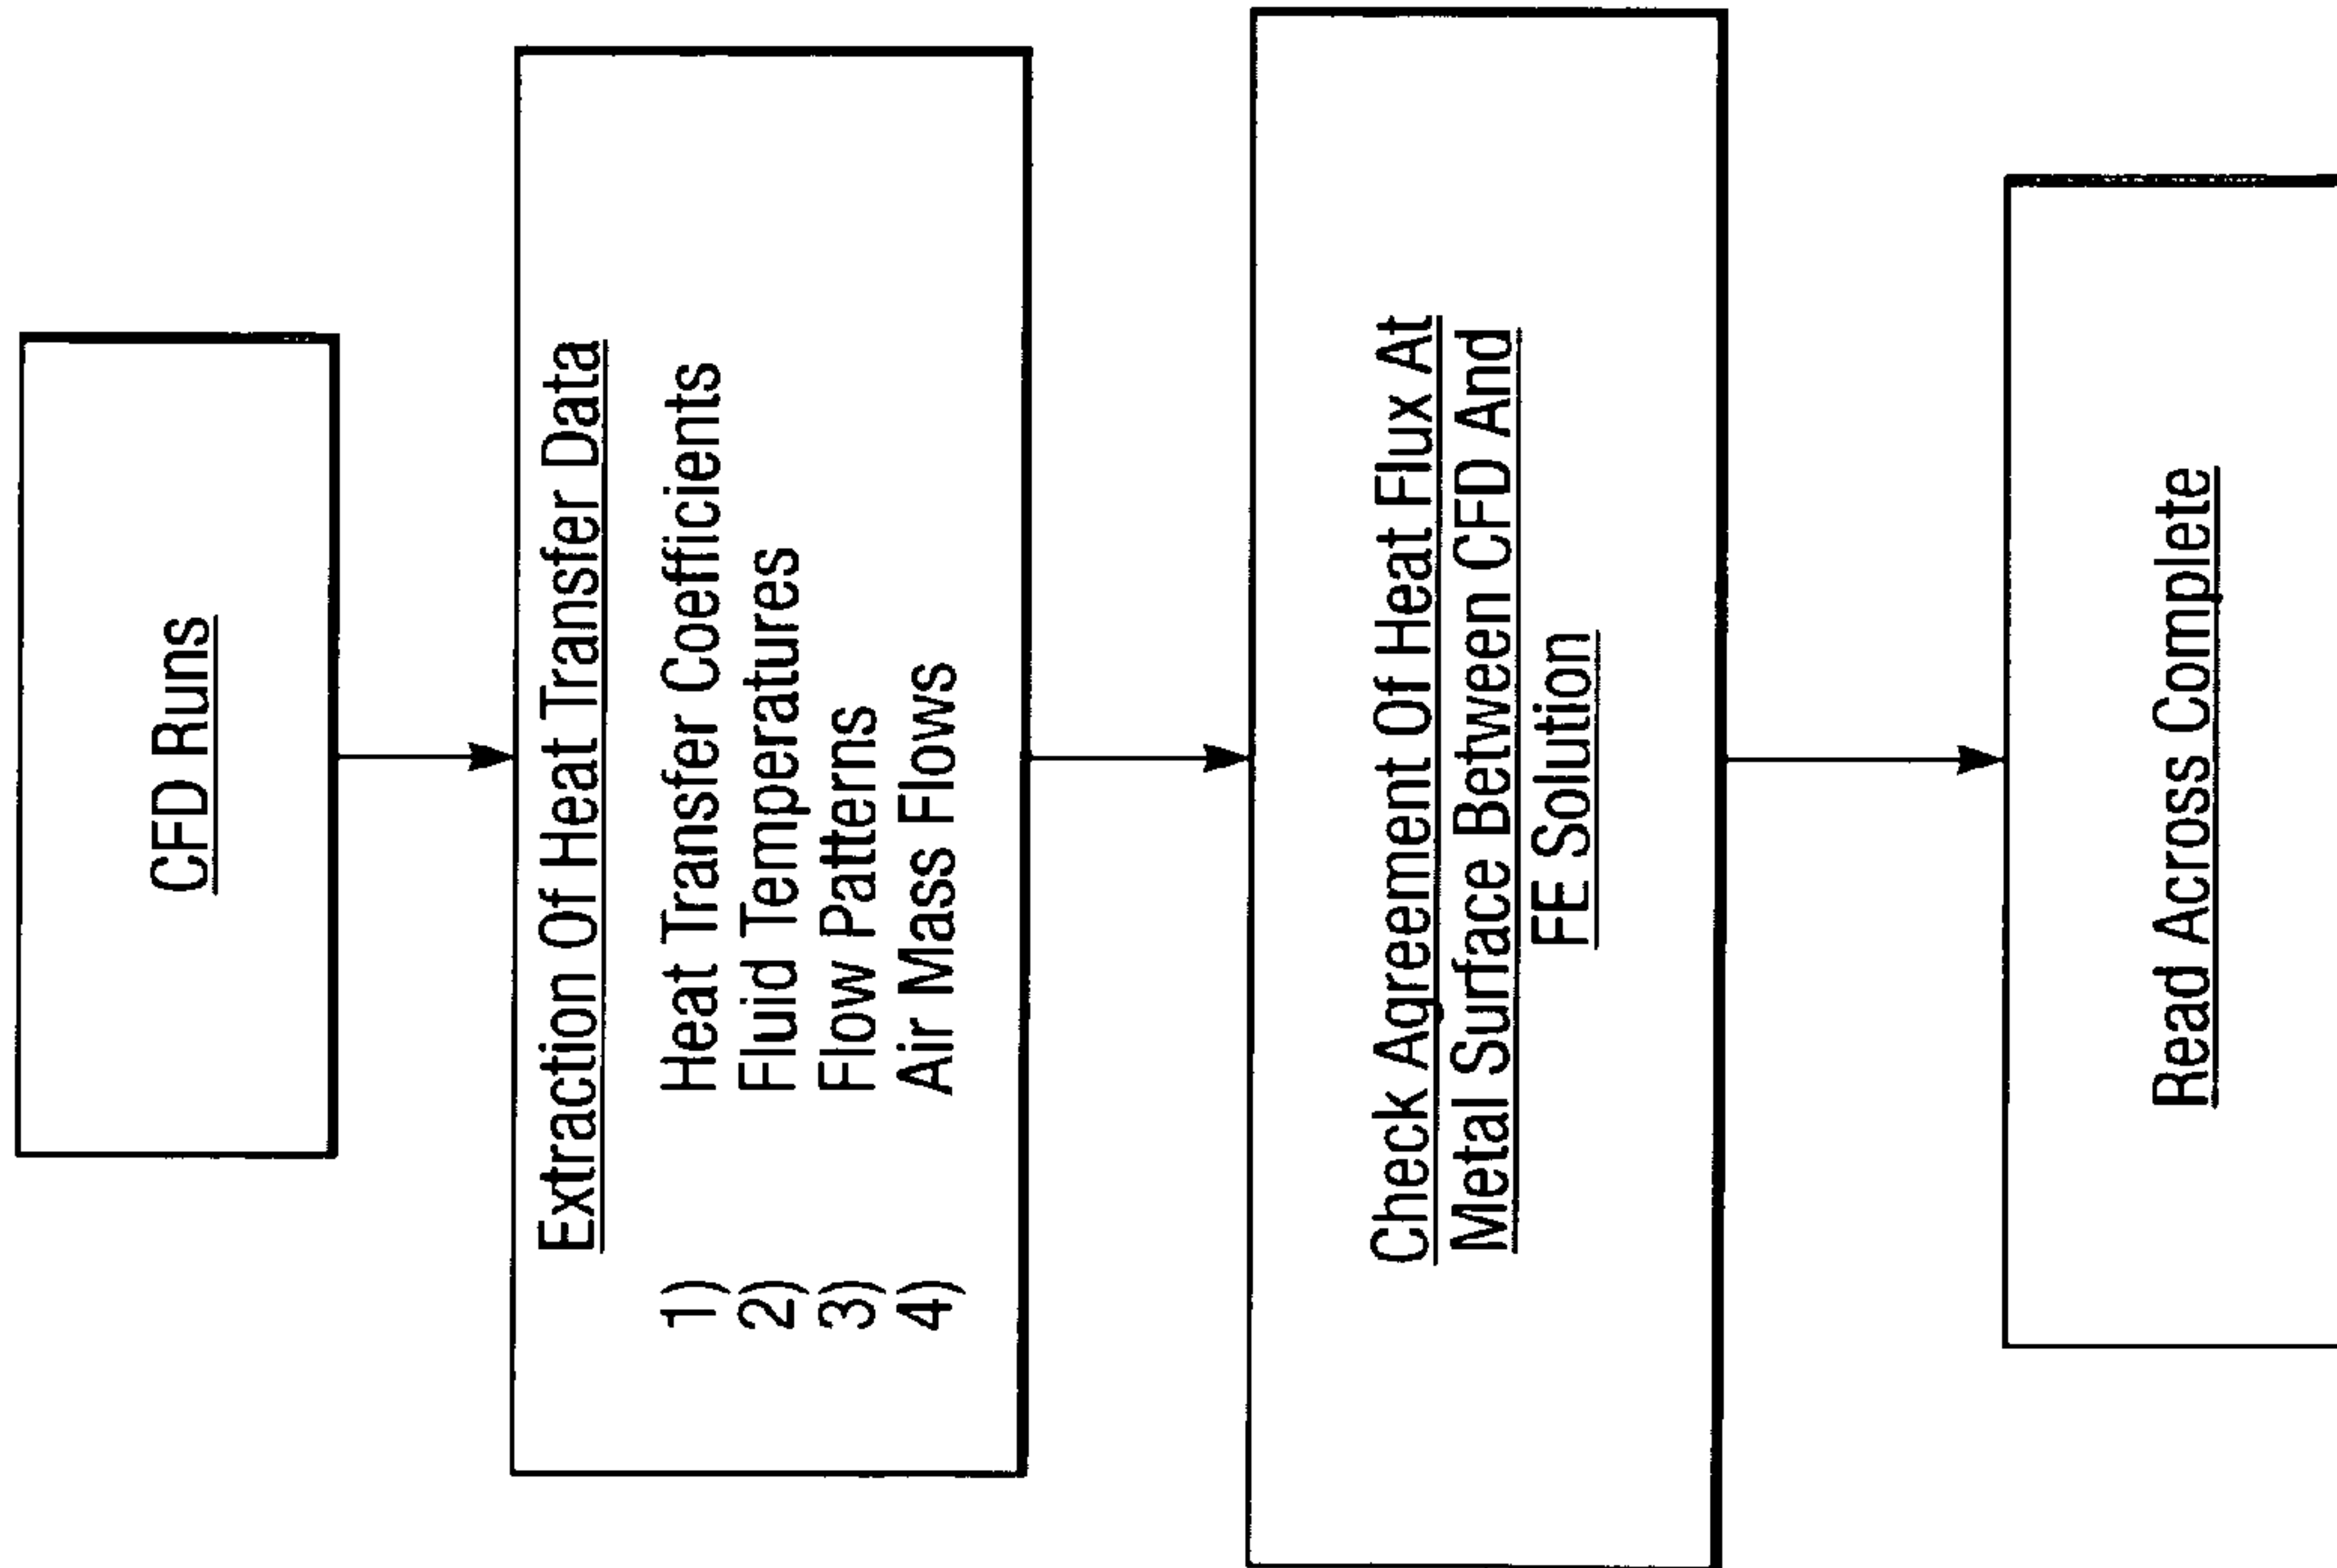 CFD Runs
Extraction Of Heat Transfer Data
1) Heat Transfer Coefficients
2) Fluid Temperatures
3) Flow Patterns
4) Air Mass Flows
Check Agreement Of Heat Flux At
Metal Surface Between CFD And
FE Solution
Read Across Complete